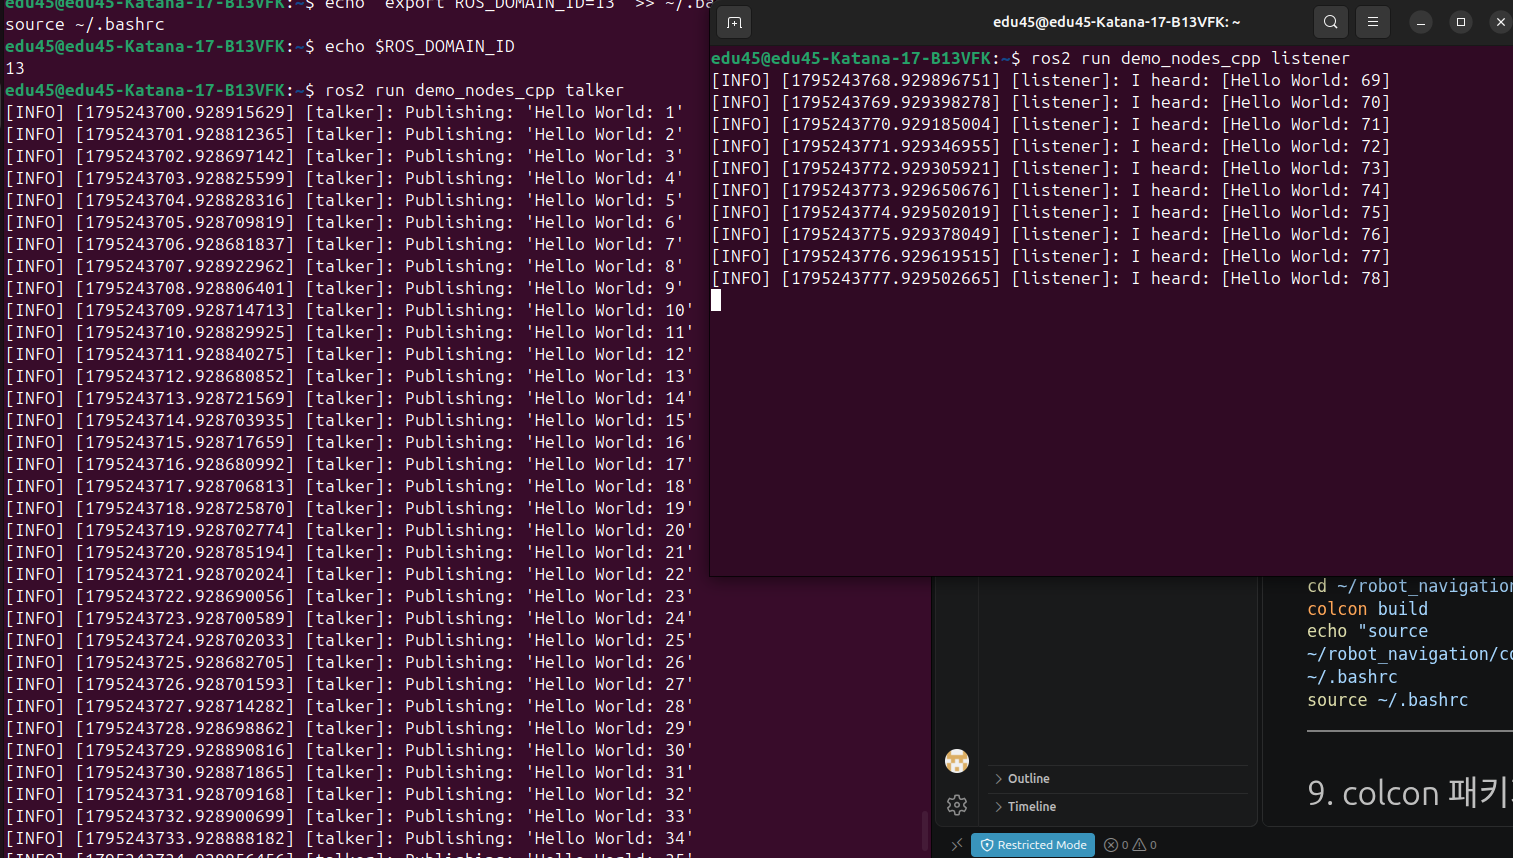 edu45@edu45-Katana-17-B13VFK:~$ echo "export ROS_DOMAIN_ID=13" >> ~/.ba
source ~/.bashrc
edu45@edu45-Katana-17-B13VFK:~$ echo $ROS_DOMAIN_ID
13
edu45@edu45-Katana-17-B13VFK:~$ ros2 run demo_nodes_cpp talker
[INFO] [1795243700.928915629] [talker]: Publishing: 'Hello World: 1'
[INFO] [1795243701.928812365] [talker]: Publishing: 'Hello World: 2'
[INFO] [1795243702.928697142] [talker]: Publishing: 'Hello World: 3'
[INFO] [1795243703.928825599] [talker]: Publishing: 'Hello World: 4'
[INFO] [1795243704.928828316] [talker]: Publishing: 'Hello World: 5'
[INFO] [1795243705.928709819] [talker]: Publishing: 'Hello World: 6'
[INFO] [1795243706.928681837] [talker]: Publishing: 'Hello World: 7'
[INFO] [1795243707.928922962] [talker]: Publishing: 'Hello World: 8'
[INFO] [1795243708.928806401] [talker]: Publishing: 'Hello World: 9'
[INFO] [1795243709.928714713] [talker]: Publishing: 'Hello World: 10'
[INFO] [1795243710.928829925] [talker]: Publishing: 'Hello World: 11'
[INFO] [1795243711.928840275] [talker]: Publishing: 'Hello World: 12'
[INFO] [1795243712.928680852] [talker]: Publishing: 'Hello World: 13'
[INFO] [1795243713.928721569] [talker]: Publishing: 'Hello World: 14'
[INFO] [1795243714.928703935] [talker]: Publishing: 'Hello World: 15'
[INFO] [1795243715.928717659] [talker]: Publishing: 'Hello World: 16'
[INFO] [1795243716.928680992] [talker]: Publishing: 'Hello World: 17'
[INFO] [1795243717.928706813] [talker]: Publishing: 'Hello World: 18'
[INFO] [1795243718.928725870] [talker]: Publishing: 'Hello World: 19'
[INFO] [1795243719.928702774] [talker]: Publishing: 'Hello World: 20'
[INFO] [1795243720.928785194] [talker]: Publishing: 'Hello World: 21'
[INFO] [1795243721.928702024] [talker]: Publishing: 'Hello World: 22'
[INFO] [1795243722.928690056] [talker]: Publishing: 'Hello World: 23'
[INFO] [1795243723.928700589] [talker]: Publishing: 'Hello World: 24'
[INFO] [1795243724.928702033] [talker]: Publishing: 'Hello World: 25'
[INFO] [1795243725.928682705] [talker]: Publishing: 'Hello World: 26'
[INFO] [1795243726.928701593] [talker]: Publishing: 'Hello World: 27'
[INFO] [1795243727.928714282] [talker]: Publishing: 'Hello World: 28'
[INFO] [1795243728.928698862] [talker]: Publishing: 'Hello World: 29'
[INFO] [1795243729.928890816] [talker]: Publishing: 'Hello World: 30'
[INFO] [1795243730.928871865] [talker]: Publishing: 'Hello World: 31'
[INFO] [1795243731.928709168] [talker]: Publishing: 'Hello World: 32'
[INFO] [1795243732.928900699] [talker]: Publishing: 'Hello World: 33'
[INFO] [1795243733.928888182] [talker]: Publishing: 'Hello World: 34'
edu45@edu45-Katana-17-B13VFK: ~
edu45@edu45-Katana-17-B13VFK:~$ ros2 run demo_nodes_cpp listener
[INFO] [1795243768.929896751] [listener]: I heard: [Hello World: 69]
[INFO] [1795243769.929398278] [listener]: I heard: [Hello World: 70]
[INFO] [1795243770.929185004] [listener]: I heard: [Hello World: 71]
[INFO] [1795243771.929346955] [listener]: I heard: [Hello World: 72]
[INFO] [1795243772.929305921] [listener]: I heard: [Hello World: 73]
[INFO] [1795243773.929650676] [listener]: I heard: [Hello World: 74]
[INFO] [1795243774.929502019] [listener]: I heard: [Hello World: 75]
[INFO] [1795243775.929378049] [listener]: I heard: [Hello World: 76]
[INFO] [1795243776.929619515] [listener]: I heard: [Hello World: 77]
[INFO] [1795243777.929502665] [listener]: I heard: [Hello World: 78]
cd ~/robot_navigation
colcon build
echo "source
~/robot_navigation/co
~/.bashrc
source ~/.bashrc
9. colcon 패키
Outline
Timeline
Restricted Mode
0
0